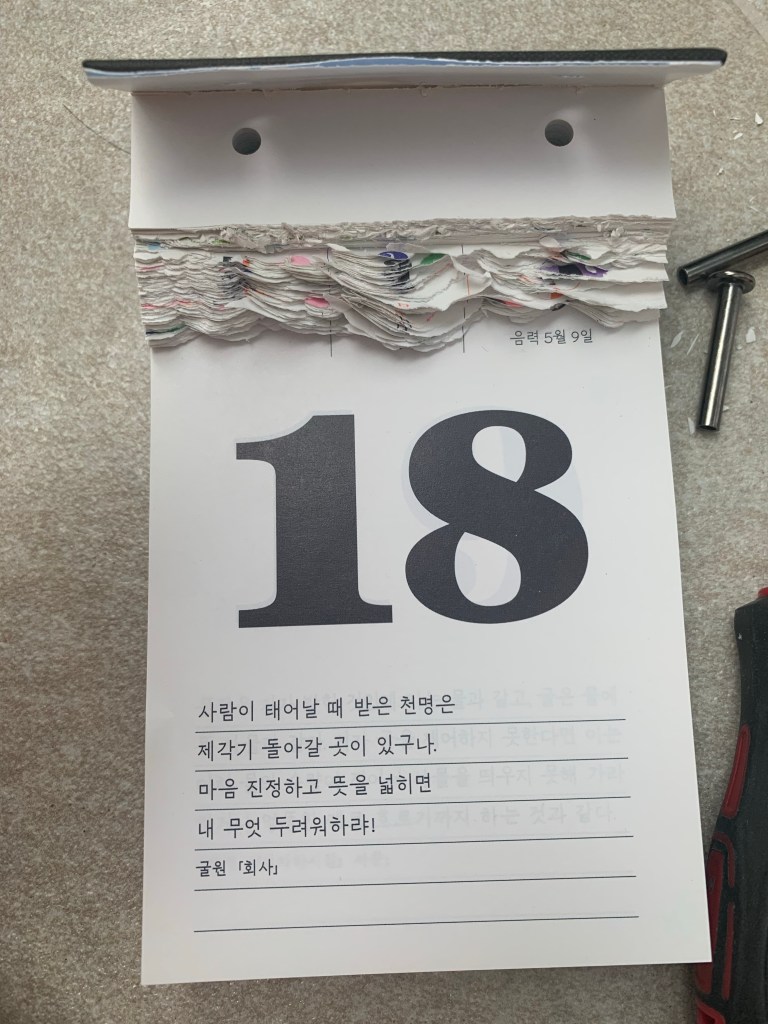 음력 5월 9일
18
사람이 태어날 때 받은 천명은
제각기 돌아갈 곳이 있구나.
마음 진정하고 뜻을 넓히면
내 무엇 두려워하랴!
굴원 「회사」